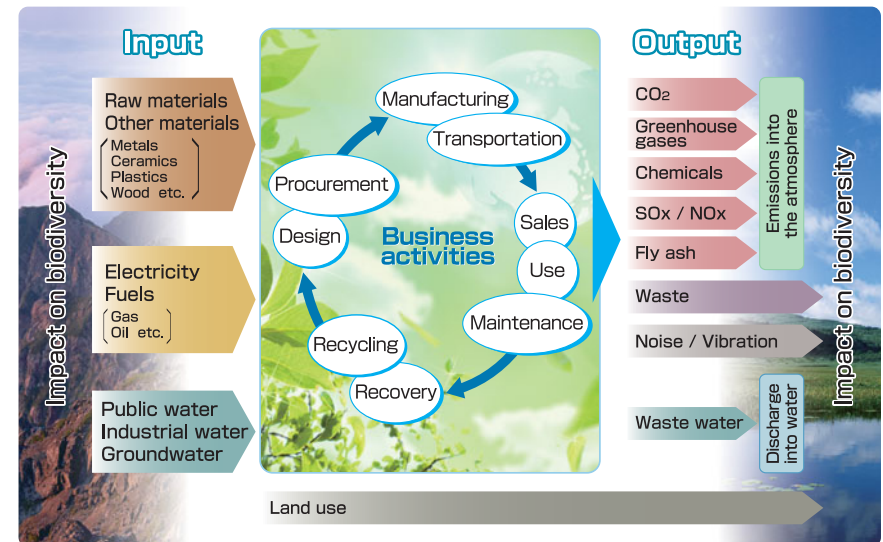 Input
Impact on biodiversity
Raw materials
Other materials
Metals
Ceramics
Plastics
Wood etc.
Electricity
Fuels
Gas
Oil etc.
Public water
Industrial water
Groundwater
Business
activities
Manufacturing
Transportation
Sales
Use
Maintenance
Recovery
Recycling
Design
Procurement
Output
CO₂
Greenhouse
gases
Chemicals
SOx / NOx
Fly ash
Emissions into
the atmosphere
Waste
Noise / Vibration
Waste water
Discharge
into water
Impact on biodiversity
Land use